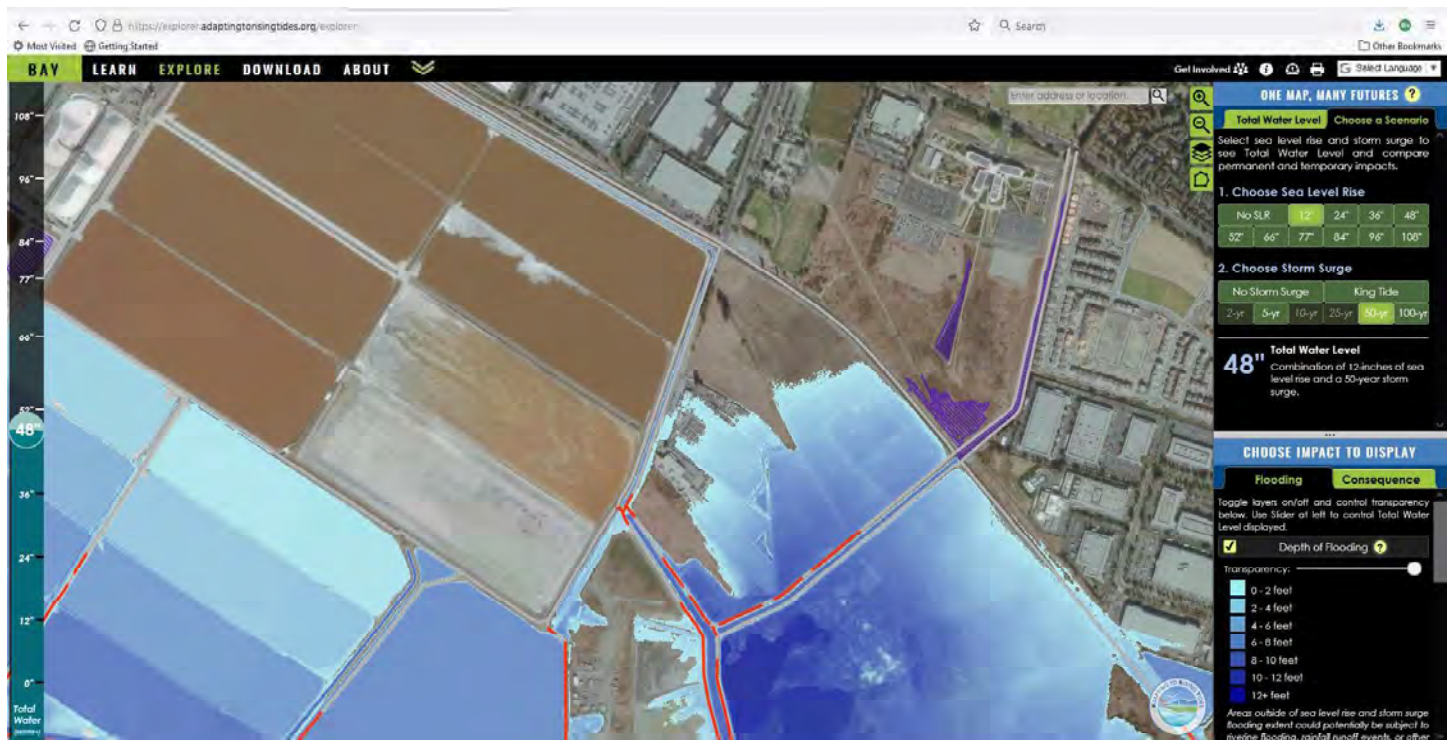 https://explorer.adaptingtorisingtides.org/explorer
Search
Most Visited
Getting Started
Other Bookmarks
BAY
LEARN
EXPLORE
DOWNLOAD
ABOUT
Get Involved
Select Language
Enter address or location...
108"
96"
84"
77"
66"
52"
48"
36"
24"
12"
0"
Total
Water
ONE MAP, MANY FUTURES ?
Total Water Level
Choose a Scenario
Select sea level rise and storm surge to
see Total Water Level and compare
permanent and temporary impacts.
1. Choose Sea Level Rise
No SLR 12" 24" 36" 48"
52" 66" 77" 84" 96" 108"
2. Choose Storm Surge
No Storm Surge King Tide
2-yr 5-yr 10-yr 25-yr 50-yr 100-yr
48"
Total Water Level
Combination of 12-inches of sea
level rise and a 50-year storm
surge.
CHOOSE IMPACT TO DISPLAY
Flooding
Consequence
Toggle layers on/off and control transparency
below. Use Slider at left to control Total Water
Level displayed.
Depth of Flooding ?
Transparency:
0 - 2 feet
2 - 4 feet
4 - 6 feet
6 - 8 feet
8 - 10 feet
10 - 12 feet
12+ feet
Areas outside of sea level rise and storm surge
flooding extent could potentially be subject to
riverine flooding, rainfall runoff events, or other